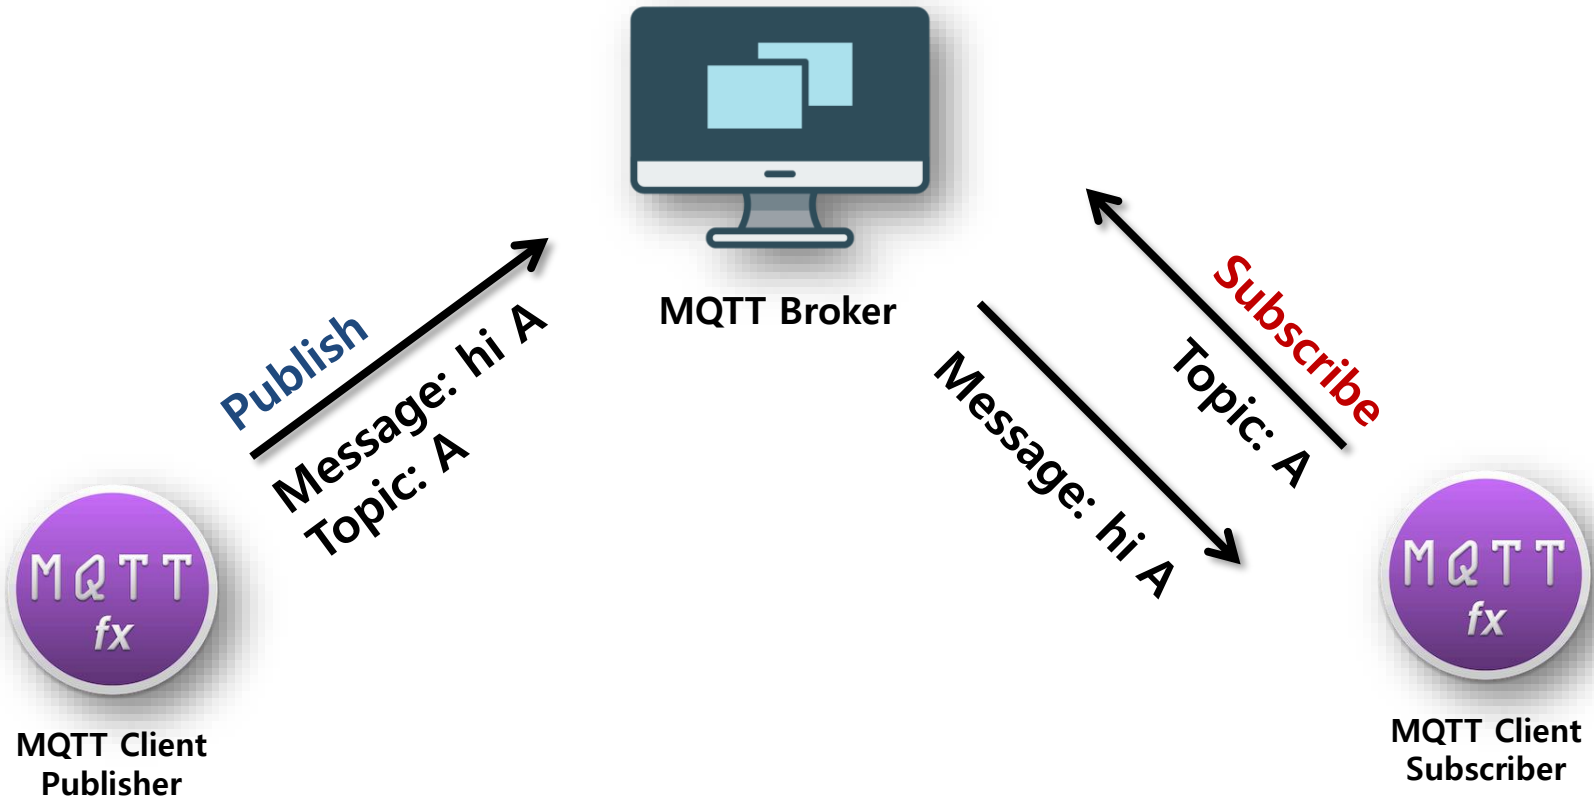 MQTT Broker
Publish
Message: hi A
Topic: A
Subscribe
Topic: A
Message: hi A
MQTT
fx
MQTT Client
Publisher
MQTT
fx
MQTT Client
Subscriber